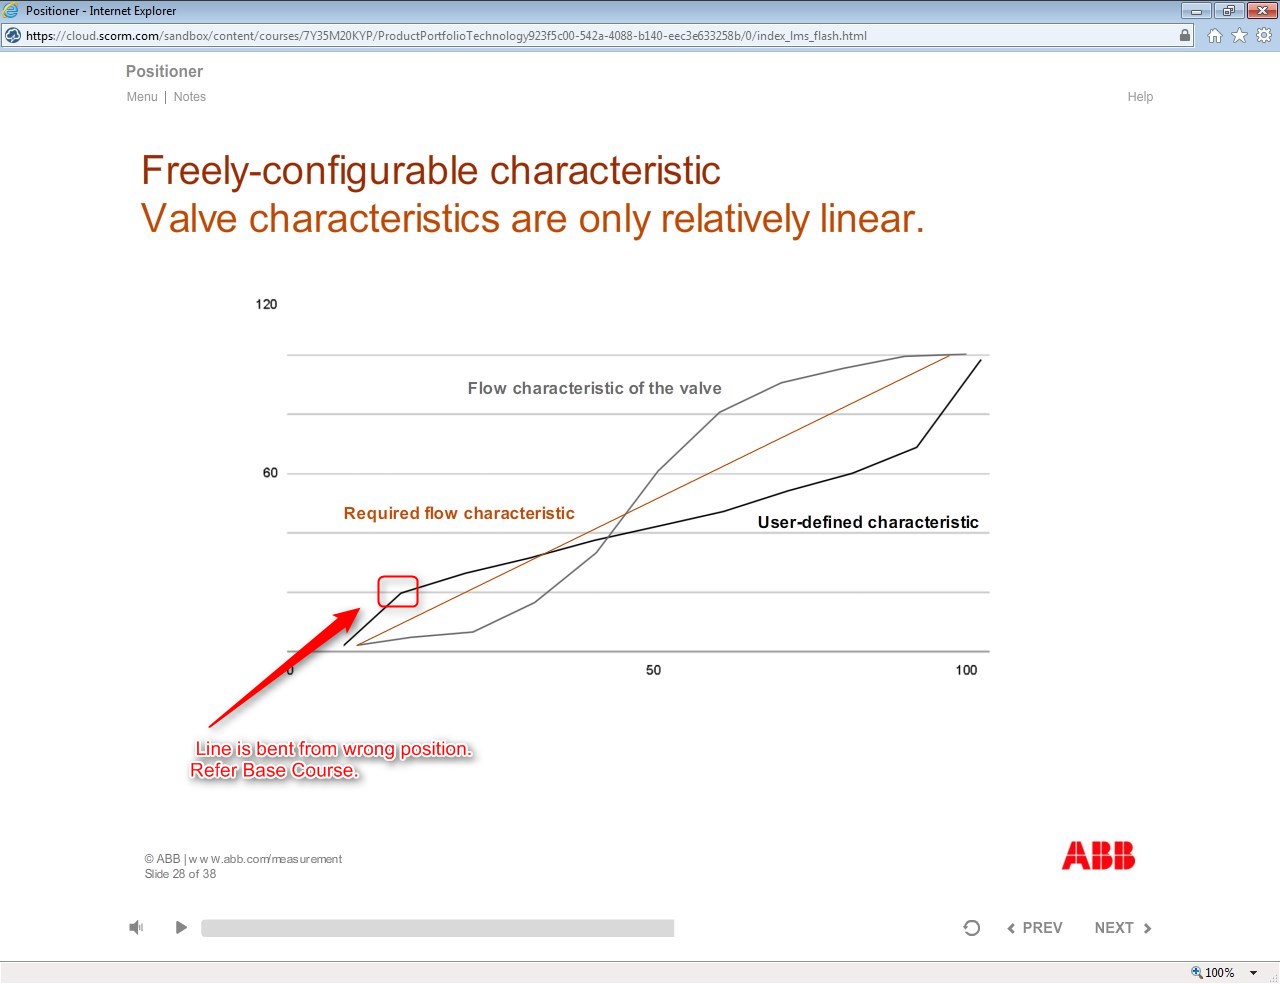 Positioner - Internet Explorer
https://cloud.scorm.com/sandbox/content/courses/7Y35M20KYP/ProductPortfolioTechnology923f5c00-542a-4088-b140-eec3e633258b/0/index_lms_flash.html
Positioner
Menu | Notes
Help
Freely-configurable characteristic
Valve characteristics are only relatively linear.
120
Flow characteristic of the valve
60
Required flow characteristic
User-defined characteristic
0
50
100
Line is bent from wrong position.
Refer Base Course.
© ABB | www.abb.com/measurement
Slide 28 of 38
ABB
PREV
NEXT
100%